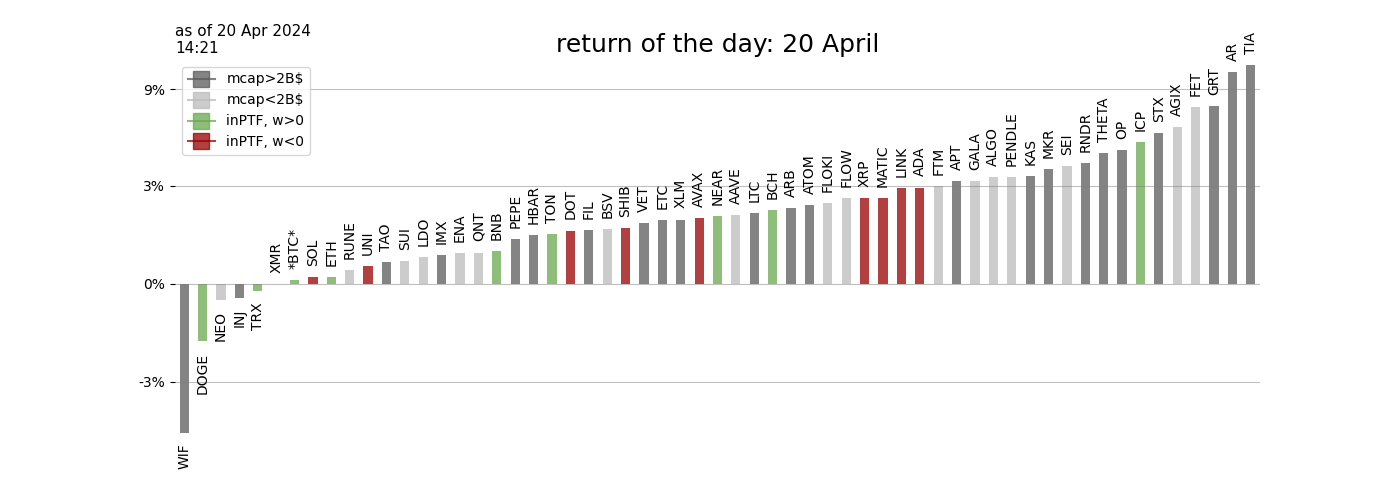 as of 20 Apr 2024
14:21
return of the day: 20 April
mcap>2B$
mcap<2B$
inPTF, w>0
inPTF, w<0
9%
3%
0%
-3%
WIF
DOGE
NEO
INJ
TRX
XMR
*BTC*
SOL
ETH
RUNE
UNI
TAO
SUI
LDO
IMX
ENA
QNT
BNB
PEPE
HBAR
TON
DOT
FIL
BSV
SHIB
VET
ETC
XLM
AVAX
NEAR
AAVE
LTC
BCH
ARB
ATOM
FLOKI
FLOW
XRP
MATIC
LINK
ADA
FTM
APT
GALA
ALGO
PENDLE
KAS
MKR
SEI
RNDR
THETA
OP
ICP
STX
AGIX
FET
GRT
AR
TIA